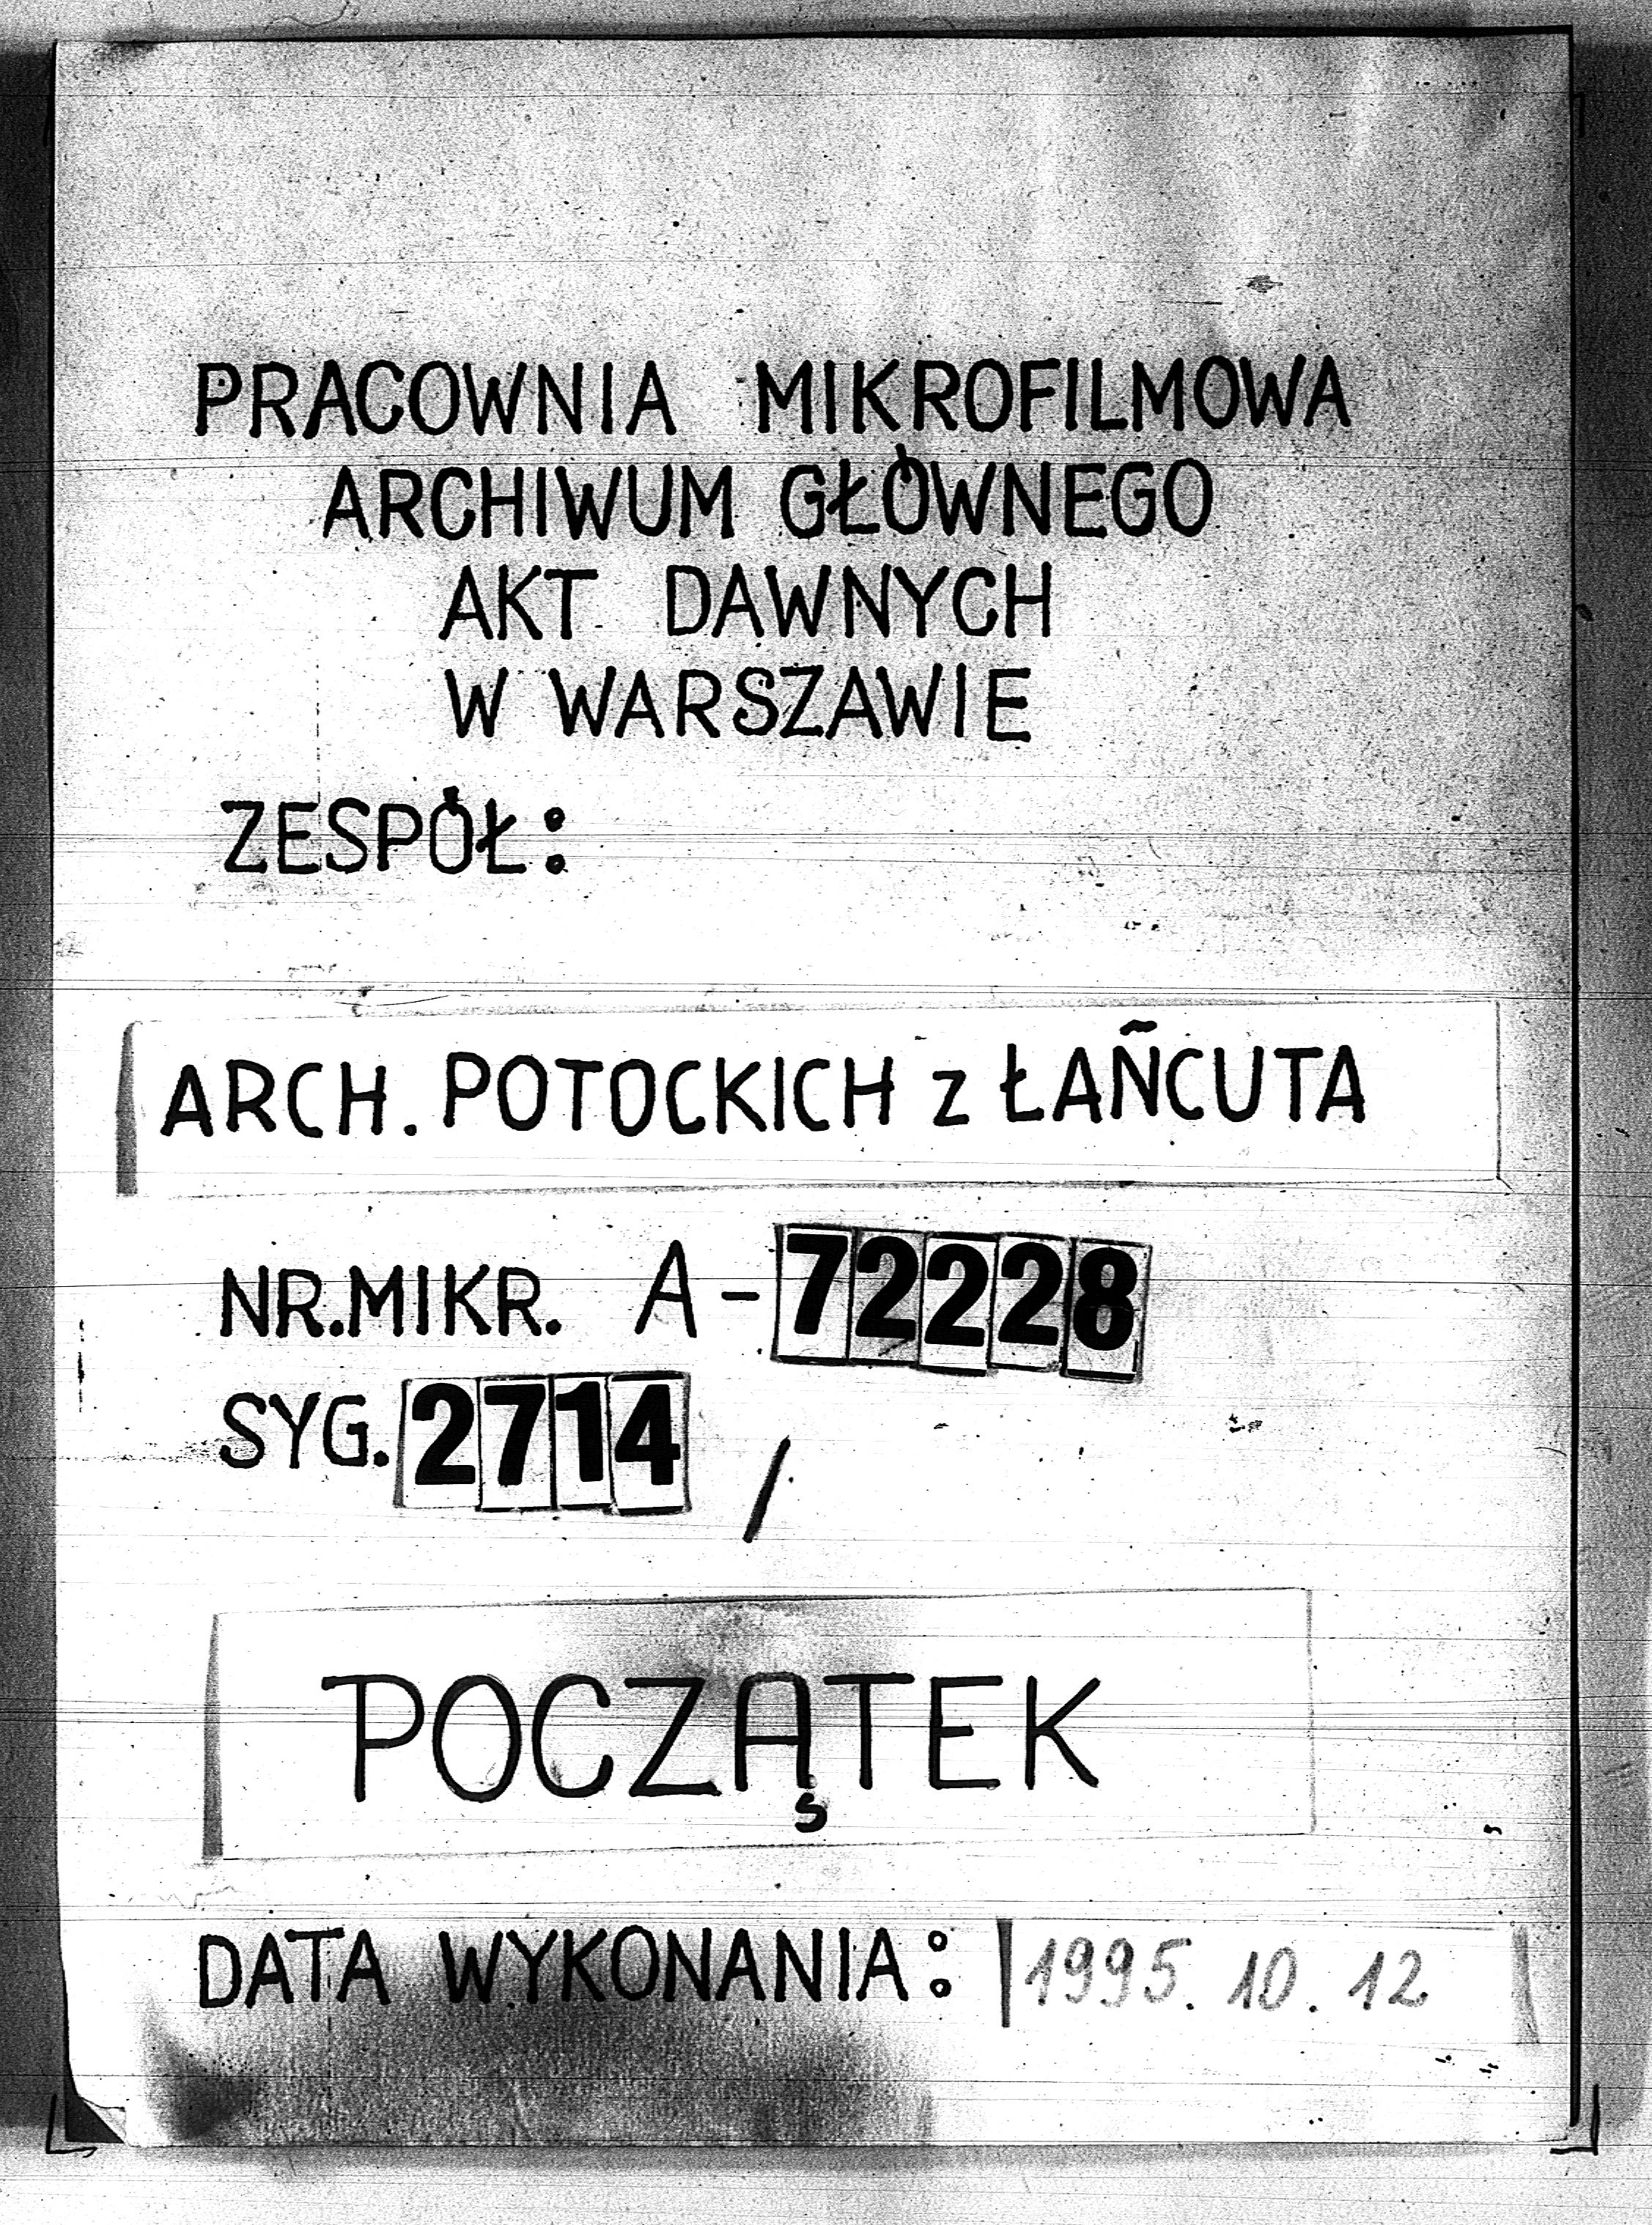 PRACOWNIA MIKROFILMOWA
ARCHIWUM GŁÓWNEGO
AKT DAWNYCH
W WARSZAWIE
ZESPÓŁ:
ARCH. POTOCKICH z ŁAŃCUTA
NR.MIKR. A-72228
SYG. 2714 /
POCZĄTEK
DATA WYKONANIA: 1995.10.12